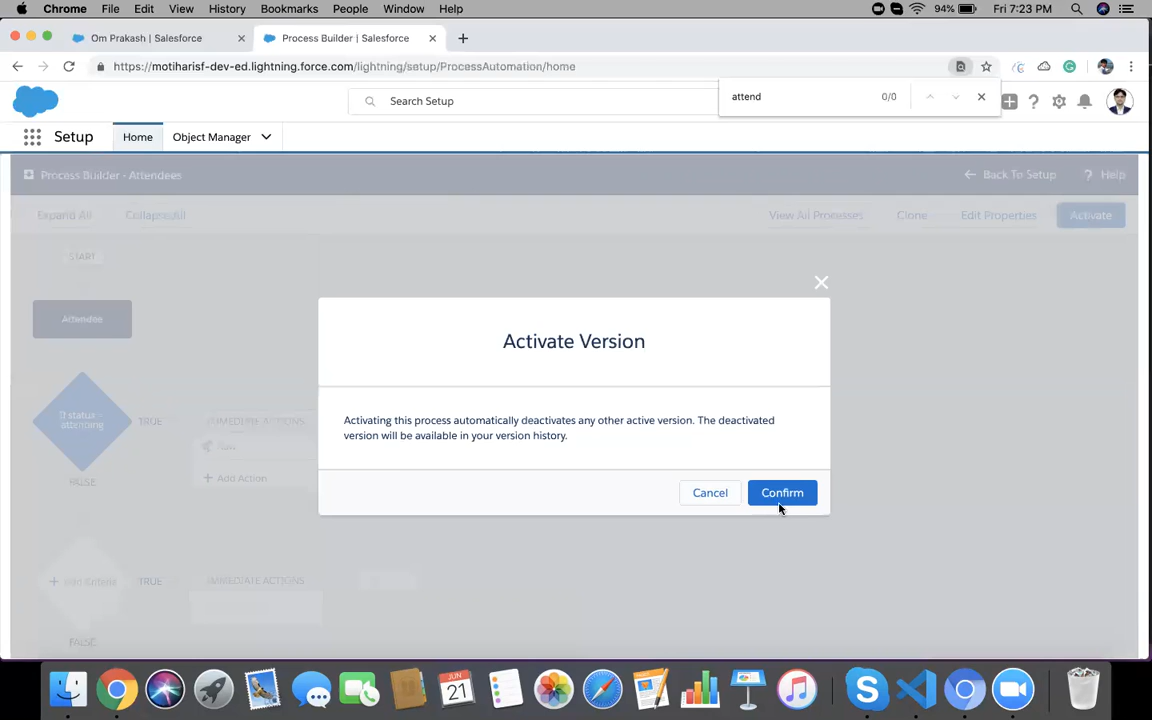 Chrome File Edit View History Bookmarks People Window Help 94% Fri 7:23 PM
Om Prakash | Salesforce Process Builder | Salesforce
https://motiharisf-dev-ed.lightning.force.com/lightning/setup/ProcessAutomation/home
attend 0/0
Search Setup
Setup Home Object Manager
Process Builder - Attendees Back To Setup ? Help
Expand All Collapse All View All Processes Clone Edit Properties Activate
START
Attendee
Activate Version
status =
attending
TRUE IMMEDIATE ACTIONS
Activating this process automatically deactivates any other active version. The deactivated
version will be available in your version history.
FALSE + Add Action
Cancel Confirm
+ Add Criteria TRUE IMMEDIATE ACTIONS
FALSE
JUN
21